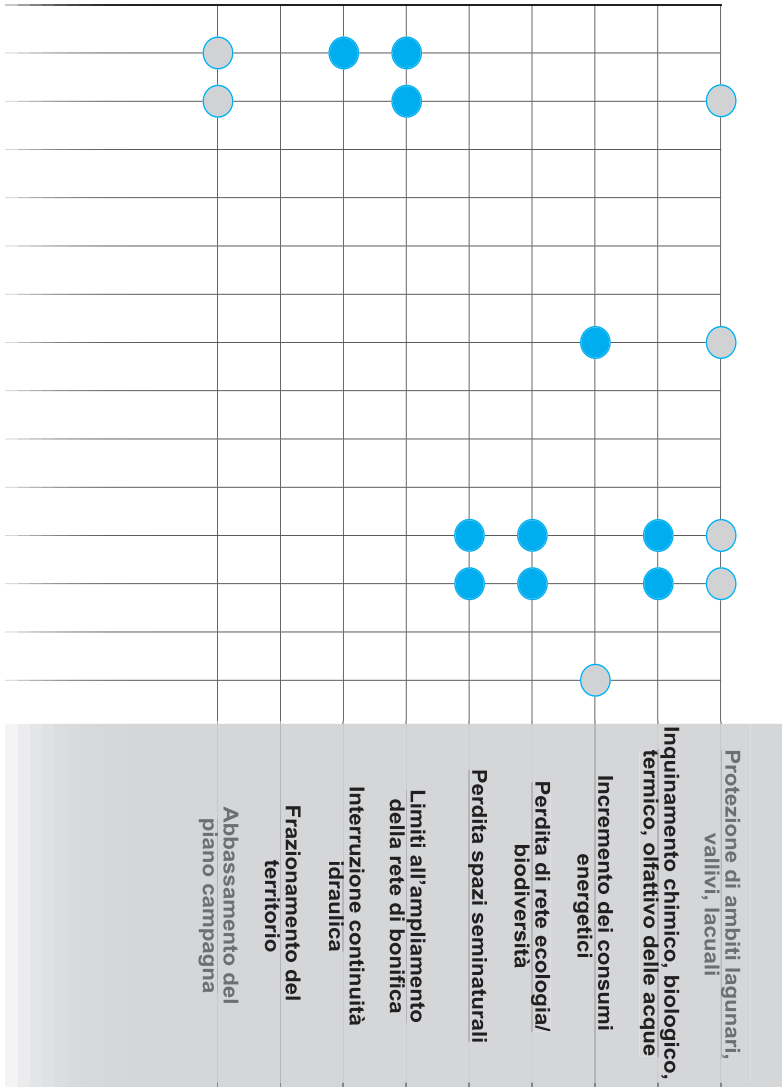 Protezione di ambiti lagunari,
vallivi, lacuali
Inquinamento chimico, biologico,
termico, olfattivo delle acque
Incremento dei consumi
energetici
Perdita di rete ecologia/
biodiversità
Perdita spazi seminaturali
Limiti all'ampliamento
della rete di bonifica
Interruzione continuità
idraulica
Frazionamento del
territorio
Abbassamento del
piano campagna